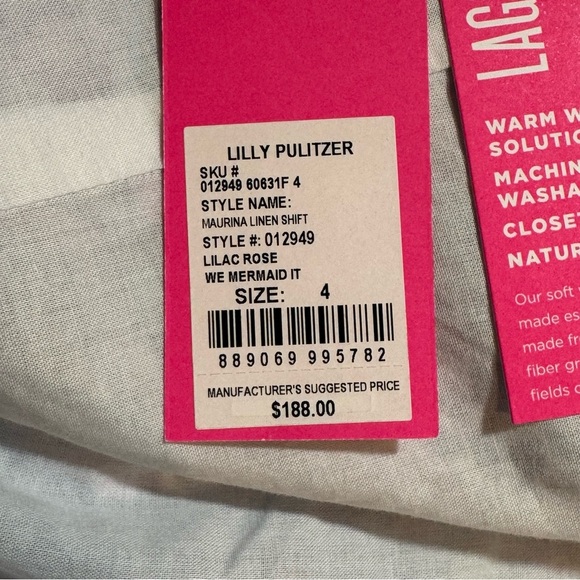 LILLY PULITZER
SKU #
012949 60631F 4
STYLE NAME:
MAURINA LINEN SHIFT
STYLE #: 012949
LILAC ROSE
WE MERMAID IT
SIZE: 4
889069 995782
MANUFACTURER'S SUGGESTED PRICE
$188.00
LAG
WARM W
SOLUTIO
MACHIN
WASHA
CLOSE
NATUR
Our soft
made es
made fr
fiber gr
fields o